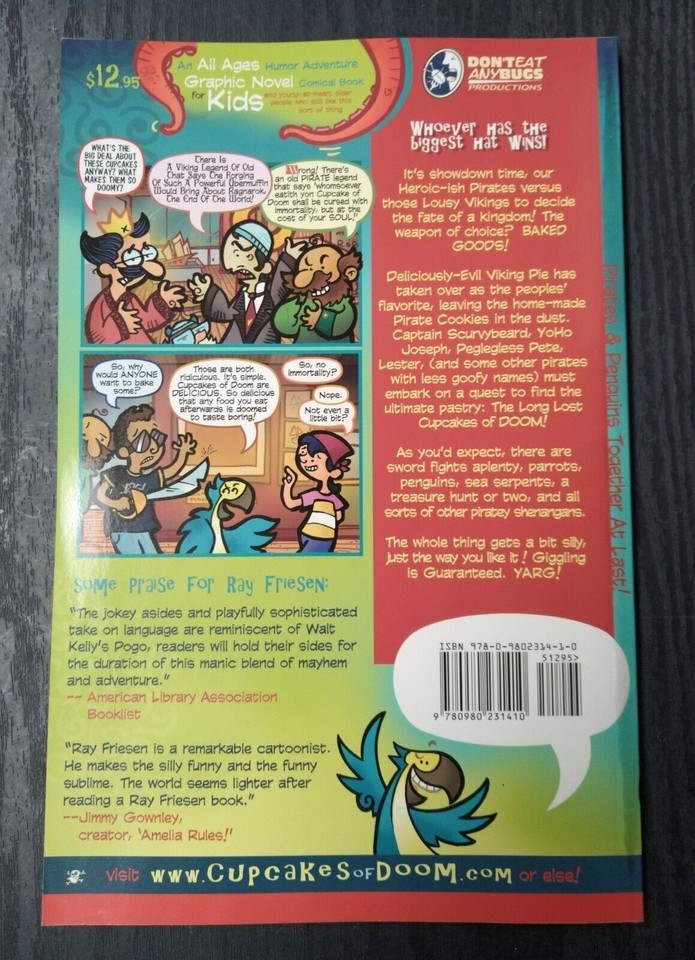 $12.95
An All Ages Humor Adventure
Graphic Novel Comical Book
for Kids and young-at-heart older
people who still like this
sort of thing
DON'T EAT
ANY BUGS
PRODUCTIONS
WHAT'S THE
BIG DEAL ABOUT
THESE CUPCAKES
ANYWAY? WHAT
MAKES THEM SO
DOOMY?
There Is
A Viking Legend Of Old
That Says The Forging
Of Such A Powerful Ubermuffin
Would Bring About Ragnarok,
The End Of The World!
Wrong! There's
an old PIRATE legend
that says 'whomsoever
eatith yon Cupcake of
Doom shall be cursed with
immortality, but at the
cost of your SOUL!'
So, why
would ANYONE
want to bake
some?
Those are both
ridiculous. It's simple.
Cupcakes of Doom are
DELICIOUS. So delicious
that any food you eat
afterwards is doomed
to taste boring!
So, no
immortality?
Nope.
Not even a
little bit?
Some Praise For Ray Friesen:
"The jokey asides and playfully sophisticated
take on language are reminiscent of Walt
Kelly's Pogo, readers will hold their sides for
the duration of this manic blend of mayhem
and adventure."
-- American Library Association
Booklist
"Ray Friesen is a remarkable cartoonist.
He makes the silly funny and the funny
sublime. The world seems lighter after
reading a Ray Friesen book."
--Jimmy Gownley,
creator, 'Amelia Rules!'
Whoever has the
biggest hat WINS!
It's showdown time, our
Heroic-ish Pirates versus
those Lousy Vikings to decide
the fate of a kingdom! The
weapon of choice? BAKED
GOODS!
Deliciously-Evil Viking Pie has
taken over as the peoples'
flavorite, leaving the home-made
Pirate Cookies in the dust.
Captain Scurvybeard, YoHo
Joseph, Peglegless Pete,
Lester, (and some other pirates
with less goofy names) must
embark on a quest to find the
ultimate pastry: The Long Lost
Cupcakes of DOOM!
As you'd expect, there are
sword fights aplenty, parrots,
penguins, sea serpents, a
treasure hunt or two, and all
sorts of other piratey shenangans.
The whole thing gets a bit silly,
just the way you like it! Giggling
is Guaranteed. YARG!
Pirates & Penguins Together At Last!
ISBN 978-0-9802314-1-0
51295>
9 780980 231410
visit www.CupcakesofDoom.com or else!